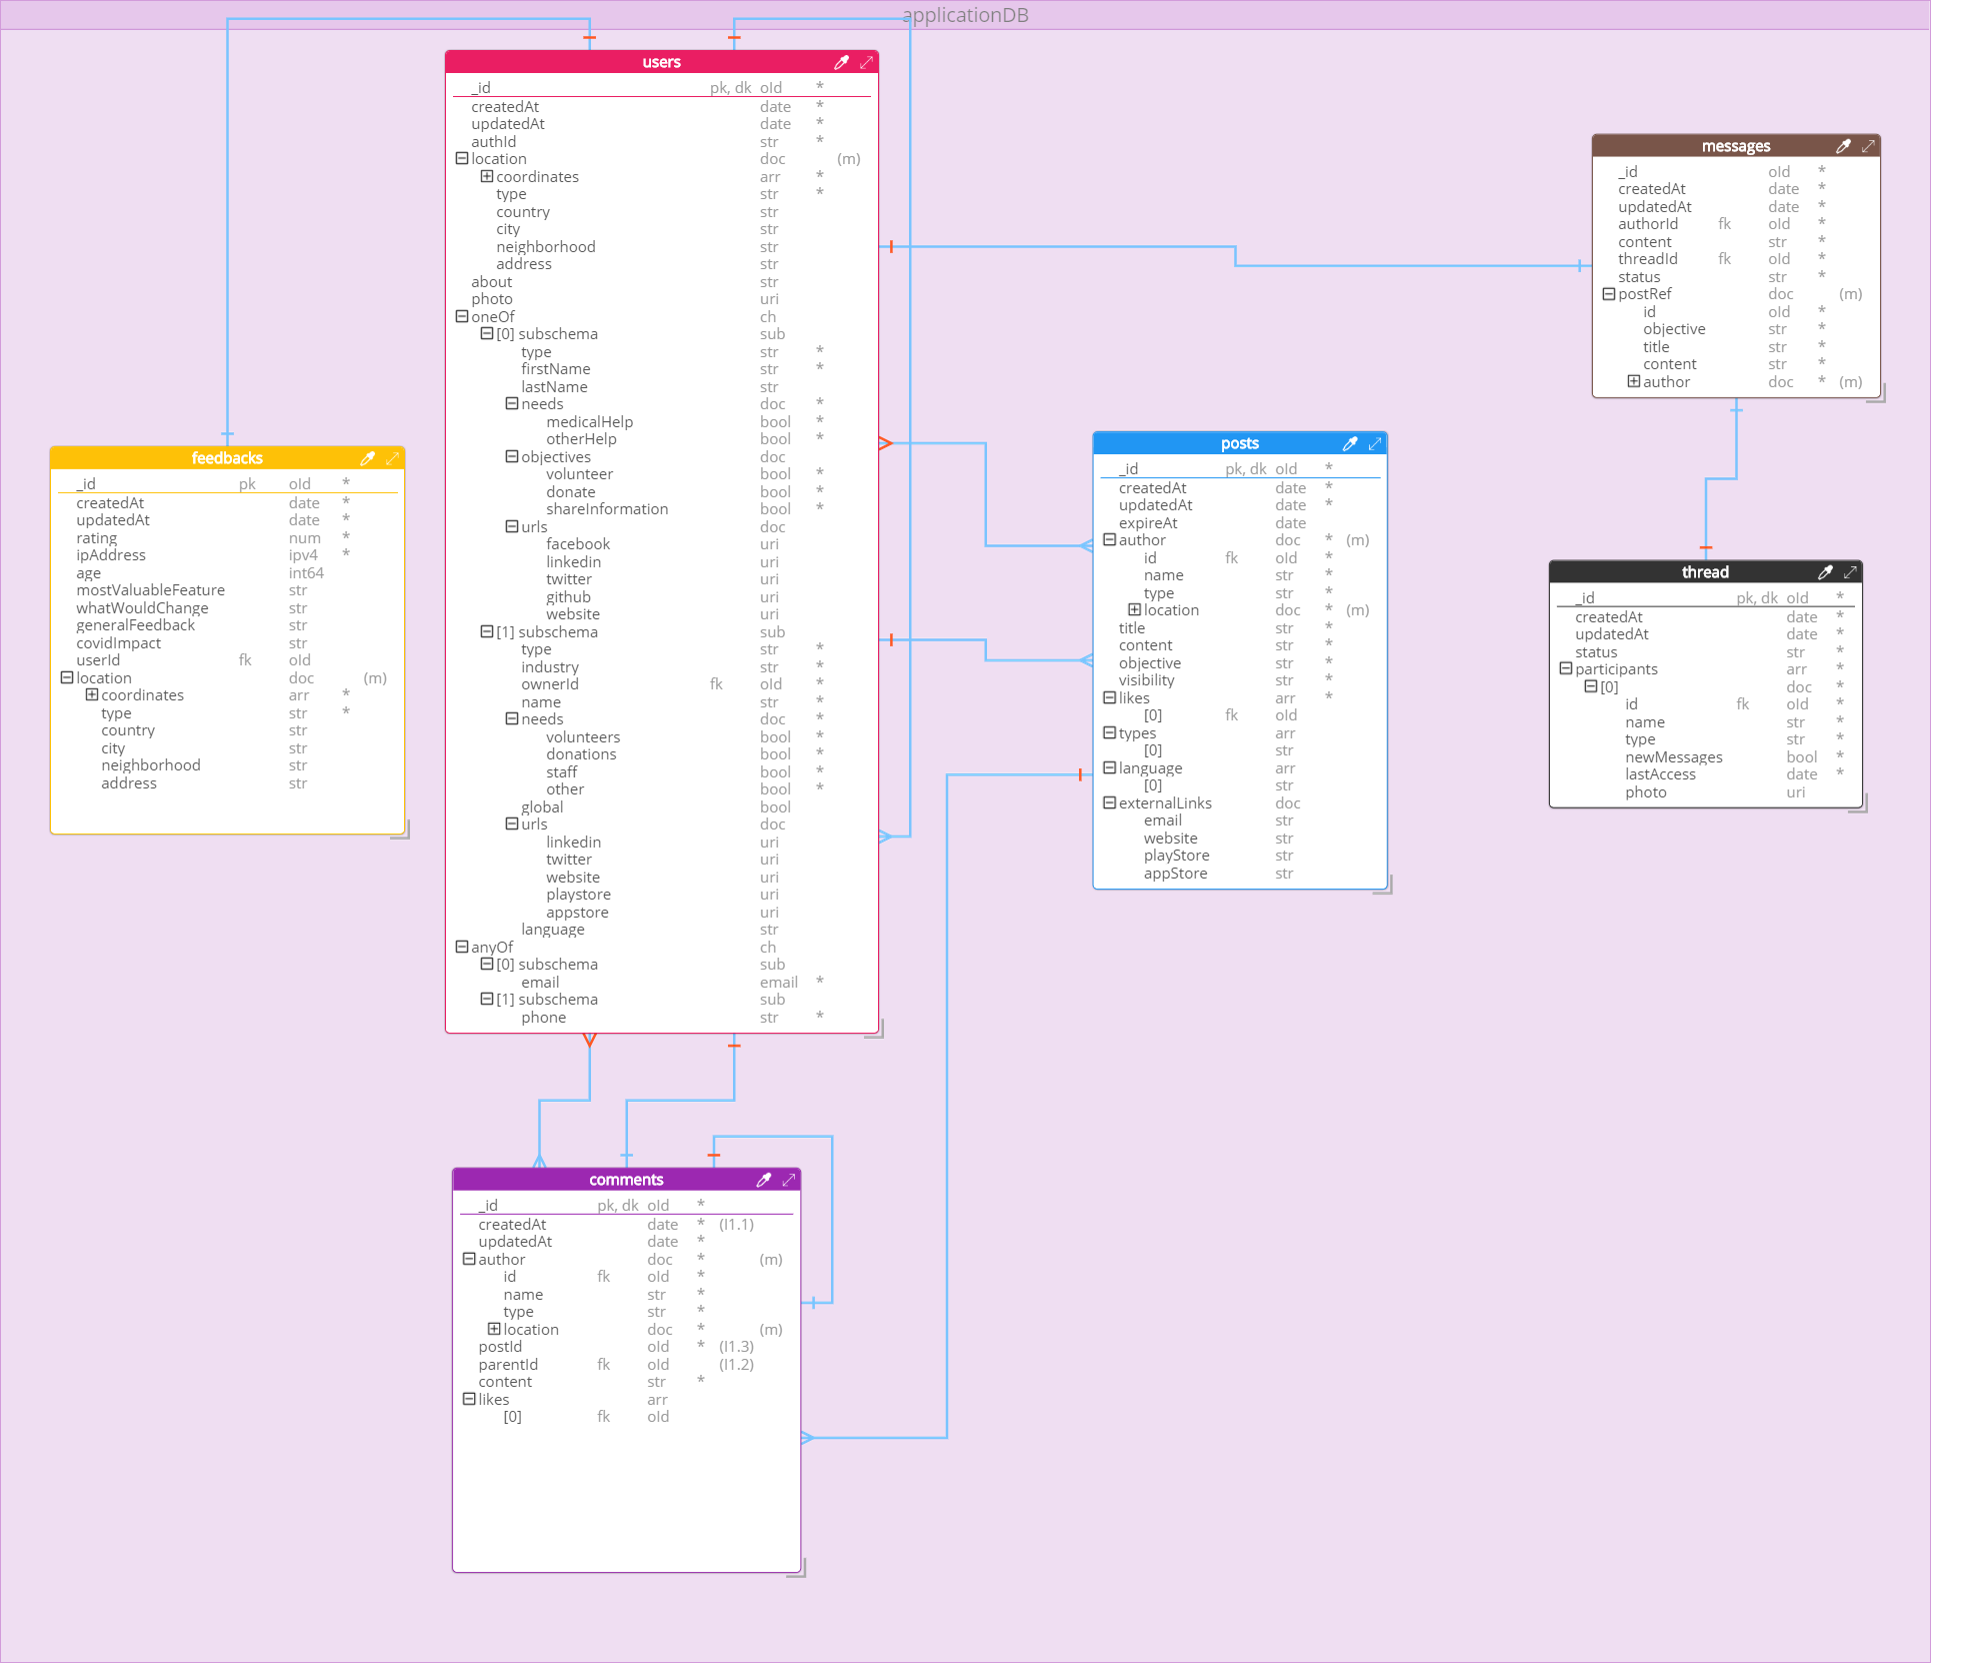 applicationDB
users
_id pk, dk oId *
createdAt date *
updatedAt date *
authId str *
location doc (m)
coordinates arr *
type str *
country str
city str
neighborhood str
address str
about str
photo uri
oneOf ch
[0] subschema sub
type str *
firstName str *
lastName str
needs doc *
medicalHelp bool *
otherHelp bool *
objectives doc
volunteer bool *
donate bool *
shareInformation bool *
urls doc
facebook uri
linkedin uri
twitter uri
github uri
website uri
[1] subschema sub
type str *
industry str *
ownerId fk oId *
name str *
needs doc *
volunteers bool *
donations bool *
staff bool *
other bool *
global bool
urls doc
linkedin uri
twitter uri
website uri
playstore uri
appstore uri
language str
anyOf ch
[0] subschema sub
email email *
[1] subschema sub
phone str *
messages
_id oId *
createdAt date *
updatedAt date *
authorId fk oId *
content str *
threadId fk oId *
status str *
postRef doc (m)
id oId *
objective str *
title str *
content str *
author doc * (m)
feedbacks
_id pk oId *
createdAt date *
updatedAt date *
rating num *
ipAddress ipv4 *
age int64
mostValuableFeature str
whatWouldChange str
generalFeedback str
covidImpact str
userId fk oId
location doc (m)
coordinates arr *
type str *
country str
city str
neighborhood str
address str
posts
_id pk, dk oId *
createdAt date *
updatedAt date *
expireAt date
author doc * (m)
id fk oId *
name str *
type str *
location doc * (m)
title str *
content str *
objective str *
visibility str *
likes arr *
[0] fk oId
types arr
[0] str
language arr
[0] str
externalLinks doc
email str
website str
playStore str
appStore str
thread
_id pk, dk oId *
createdAt date *
updatedAt date *
status str *
participants arr *
[0] doc *
id fk oId *
name str *
type str *
newMessages bool *
lastAccess date *
photo uri
comments
_id pk, dk oId *
createdAt date * (I1.1)
updatedAt date *
author doc * (m)
id fk oId *
name str *
type str *
location doc * (m)
postId oId * (I1.3)
parentId fk oId (I1.2)
content str *
likes arr
[0] fk oId